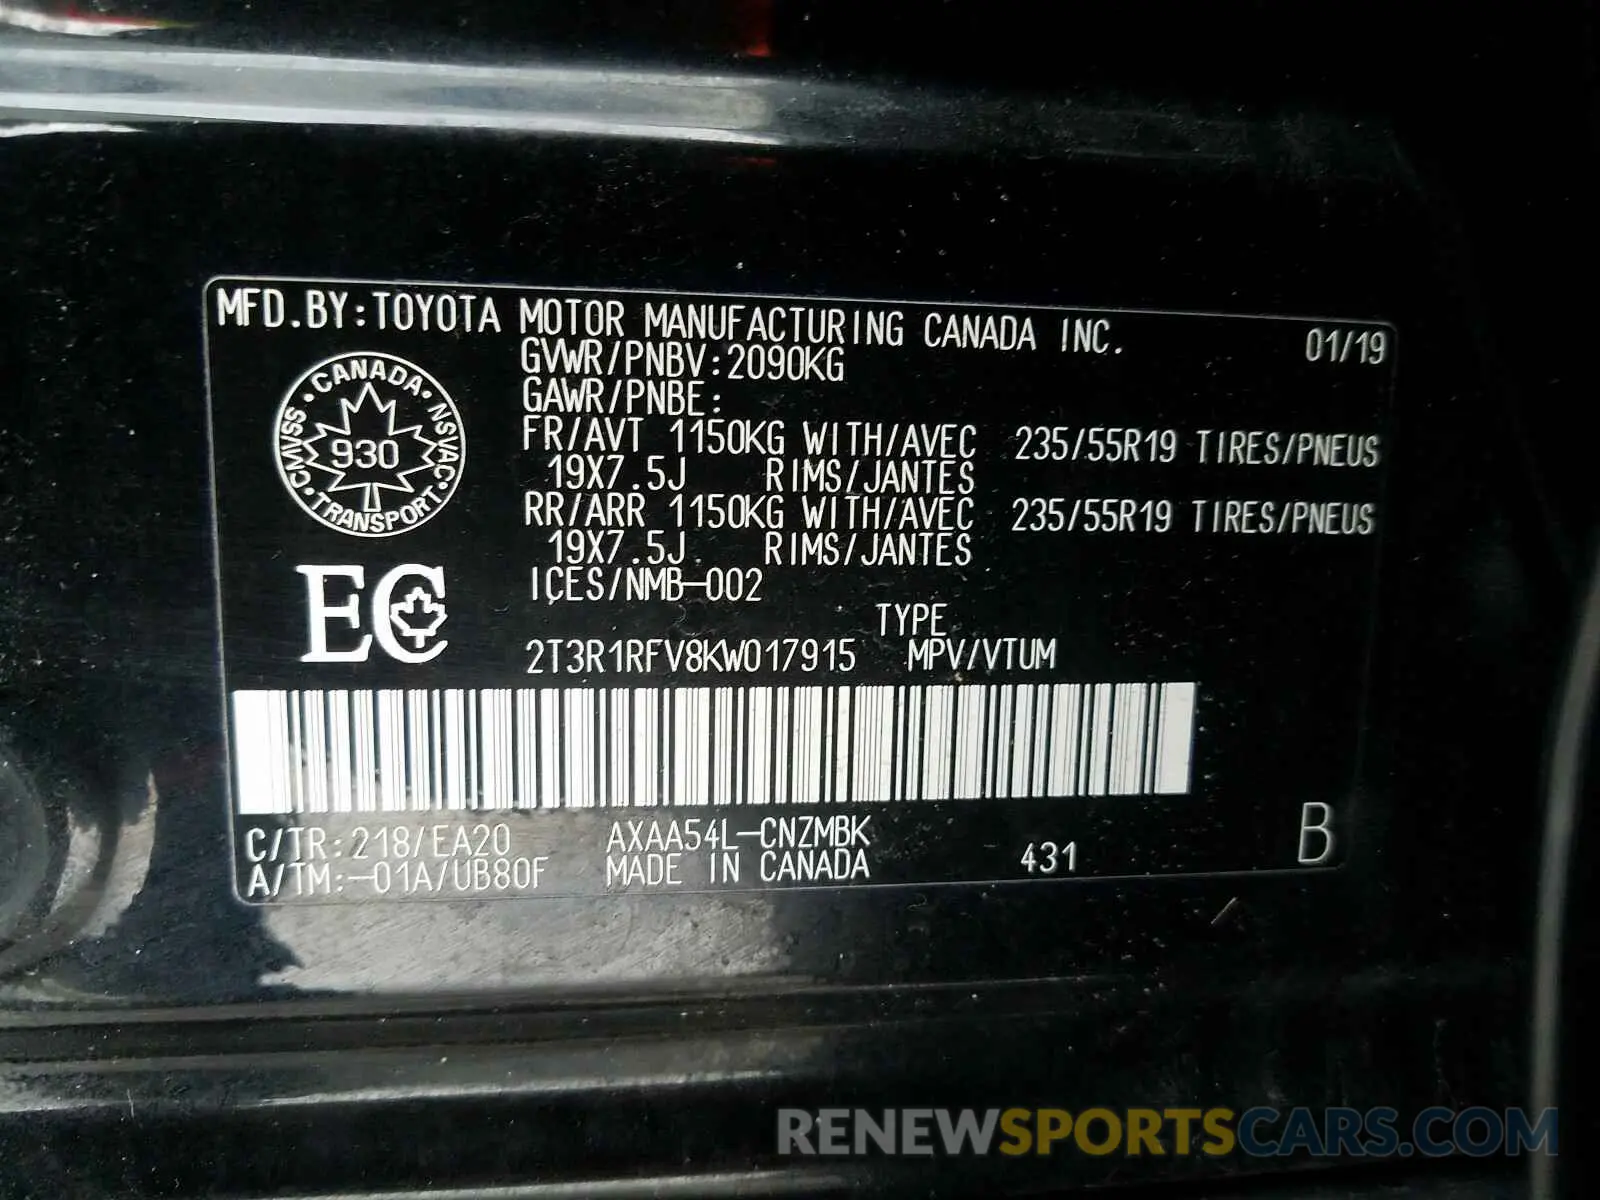 MFD.BY:TOYOTA MOTOR MANUFACTURING CANADA INC. 01/19
GVWR/PNBV:2090KG
GAWR/PNBE:
FR/AVT 1150KG WITH/AVEC 235/55R19 TIRES/PNEUS
19X7.5J RIMS/JANTES
RR/ARR 1150KG WITH/AVEC 235/55R19 TIRES/PNEUS
19X7.5J RIMS/JANTES
ICES/NMB-002
CANADA • NSVAC • TRANSPORT • CMVSS •
930
EC
TYPE
2T3R1RFV8KW017915 MPV/VTUM
C/TR:218/EA20 AXAA54L-CNZMBK
A/TM:-01A/UB80F MADE IN CANADA 431 B
RENEWSPORTSCARS.COM